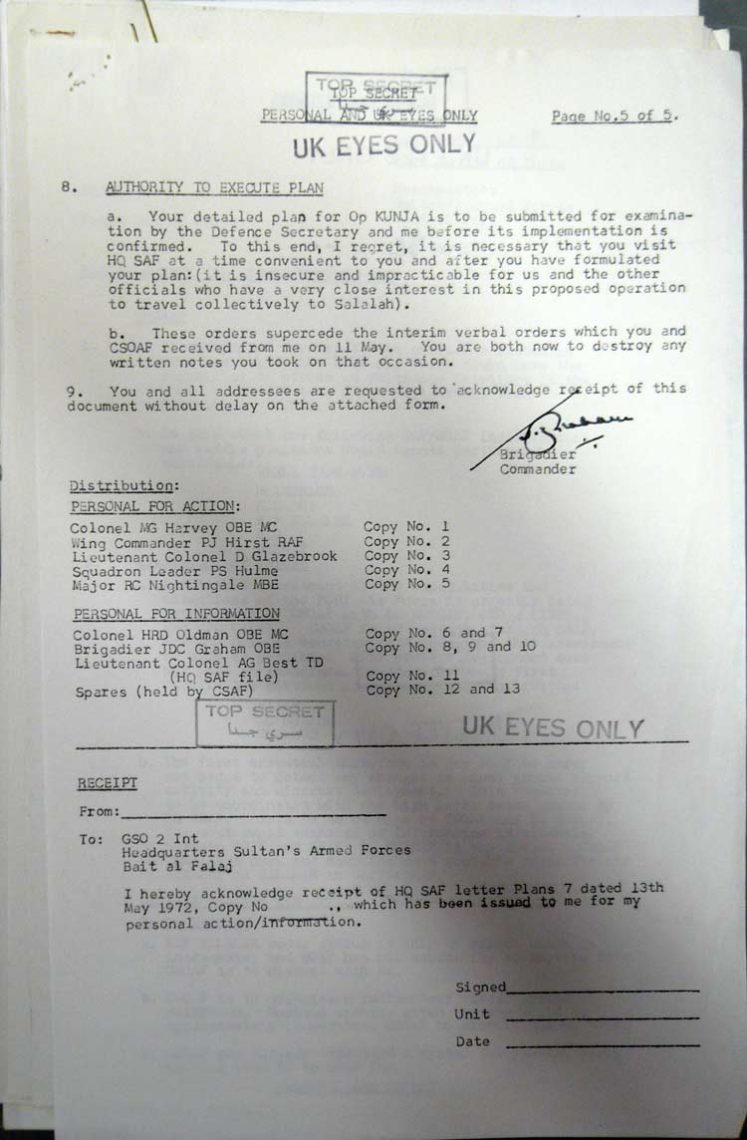 TOP SECRET
TOP SECRET
سري جدا
PERSONAL AND UK EYES ONLY
Page No.5 of 5.
UK EYES ONLY
8. AUTHORITY TO EXECUTE PLAN
a. Your detailed plan for Op KUNJA is to be submitted for examina-
tion by the Defence Secretary and me before its implementation is
confirmed. To this end, I regret, it is necessary that you visit
HQ SAF at a time convenient to you and after you have formulated
your plan:(it is insecure and impracticable for us and the other
officials who have a very close interest in this proposed operation
to travel collectively to Salalah).
b. These orders supercede the interim verbal orders which you and
CSOAF received from me on 11 May. You are both now to destroy any
written notes you took on that occasion.
9. You and all addressees are requested to acknowledge receipt of this
document without delay on the attached form.
J. Graham
Brigadier
Commander
Distribution:
PERSONAL FOR ACTION:
Colonel MG Harvey OBE MC Copy No. 1
Wing Commander PJ Hirst RAF Copy No. 2
Lieutenant Colonel D Glazebrook Copy No. 3
Squadron Leader PS Hulme Copy No. 4
Major RC Nightingale MBE Copy No. 5
PERSONAL FOR INFORMATION
Colonel HRD Oldman OBE MC Copy No. 6 and 7
Brigadier JDC Graham OBE Copy No. 8, 9 and 10
Lieutenant Colonel AG Best TD
(HQ SAF file) Copy No. 11
Spares (held by CSAF) Copy No. 12 and 13
TOP SECRET
سري جدا
UK EYES ONLY
RECEIPT
From:
To: GSO 2 Int
Headquarters Sultan's Armed Forces
Bait al Falaj
I hereby acknowledge receipt of HQ SAF letter Plans 7 dated 13th
May 1972, Copy No ., which has been issued to me for my
personal action/information.
Signed
Unit
Date